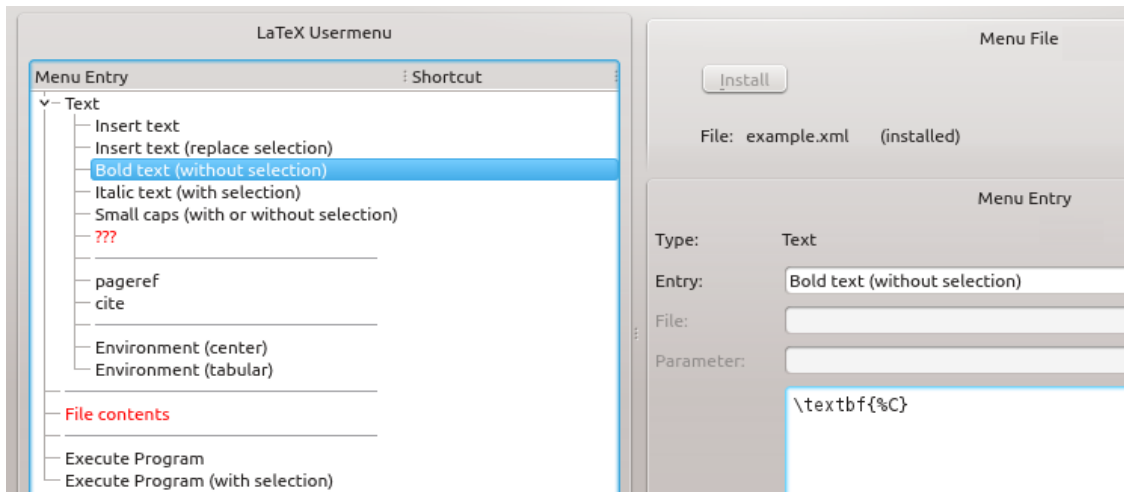 LaTeX Usermenu
Menu Entry Shortcut
Text
Insert text
Insert text (replace selection)
Bold text (without selection)
Italic text (with selection)
Small caps (with or without selection)
???
pageref
cite
Environment (center)
Environment (tabular)
File contents
Execute Program
Execute Program (with selection)
Menu File
Install
File: example.xml (installed)
Menu Entry
Type: Text
Entry: Bold text (without selection)
File:
Parameter:
\textbf{%C}